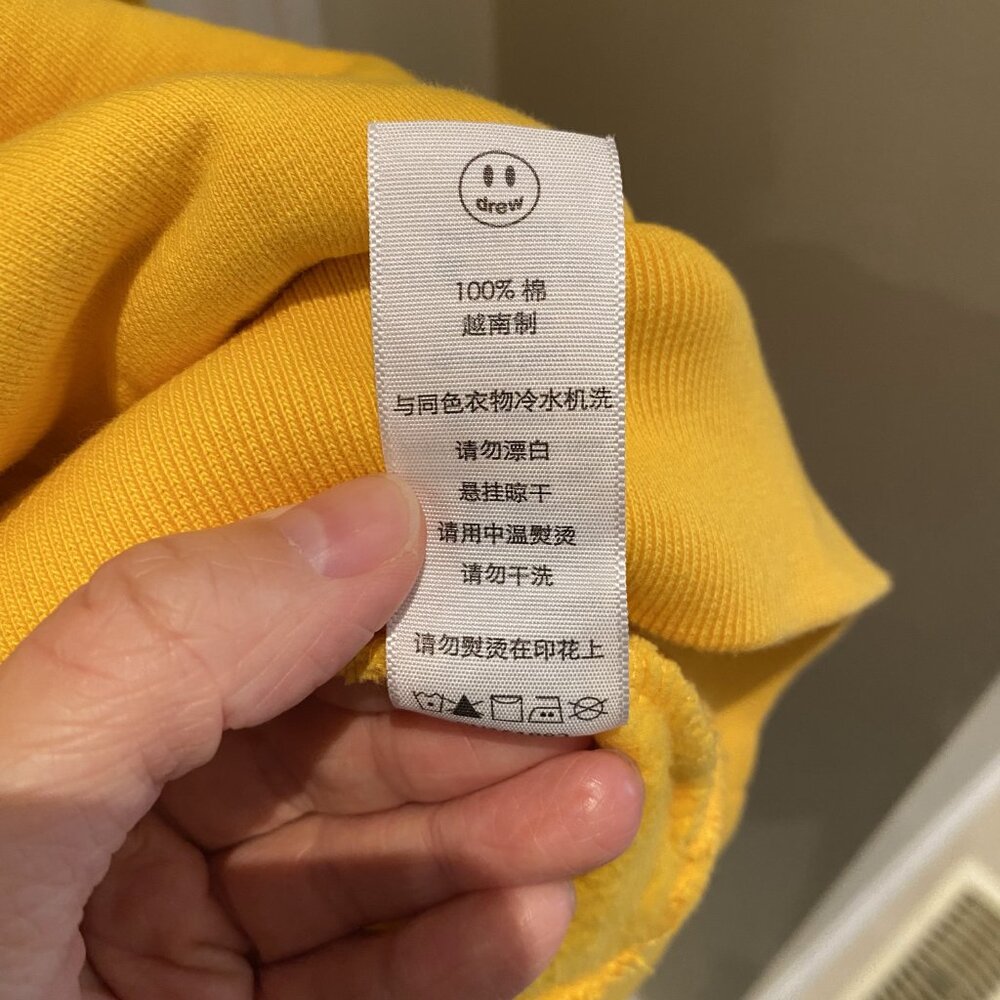 drew
100% 棉
越南制
与同色衣物冷水机洗
请勿漂白
悬挂晾干
请用中温熨烫
请勿干洗
请勿熨烫在印花上